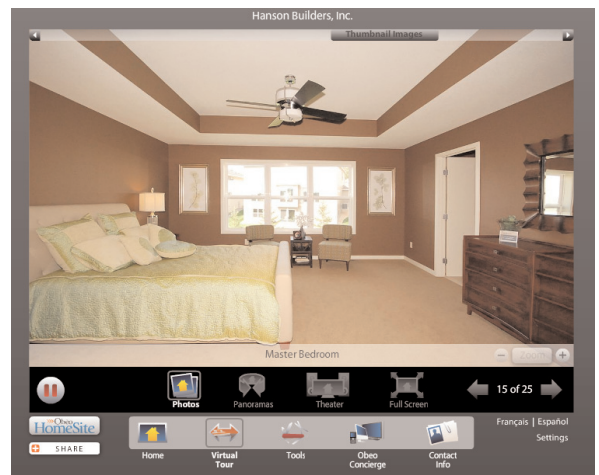 Hanson Builders, Inc.
Thumbnail Images
Master Bedroom
Zoom
Photos
Panoramas
Theater
Full Screen
15 of 25
Obeo
HomeSite
SHARE
Home
Virtual
Tour
Tools
Obeo
Concierge
Contact
Info
Français | Español
Settings